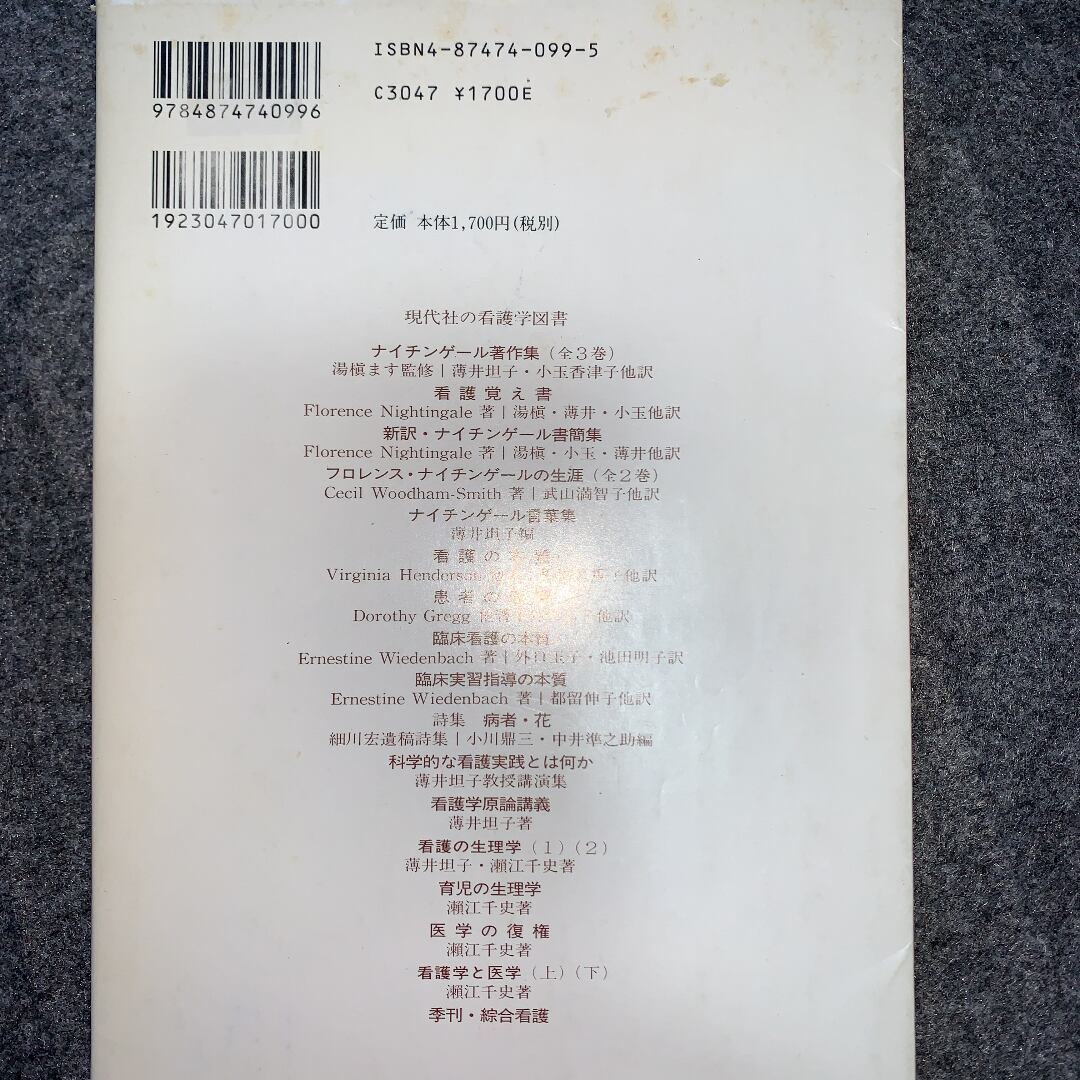 ISBN4-87474-099-5
C3047 ¥1700E
9784874740996
1923047017000
定価 本体1,700円(税別)
現代社の看護学図書
ナイチンゲール著作集(全3巻)
湯槇ます監修|薄井坦子・小玉香津子他訳
看護覚え書
Florence Nightingale 著|湯槇・薄井・小玉他訳
新訳・ナイチンゲール書簡集
Florence Nightingale 著|湯槇・小玉・薄井他訳
フロレンス・ナイチンゲールの生涯(全2巻)
Cecil Woodham-Smith 著|武山満智子他訳
ナイチンゲール言葉集
薄井坦子編
看護の
Virginia Henderson 他訳
患者の
Dorothy Gregg 他訳
臨床看護の本質
Ernestine Wiedenbach 著|外口玉子・池田明子訳
臨床実習指導の本質
Ernestine Wiedenbach 著|都留伸子他訳
詩集 病者・花
細川宏遺稿詩集|小川鼎三・中井準之助編
科学的な看護実践とは何か
薄井坦子教授講演集
看護学原論講義
薄井坦子著
看護の生理学(1)(2)
薄井坦子・瀬江千史著
育児の生理学
瀬江千史著
医学の復権
瀬江千史著
看護学と医学(上)(下)
瀬江千史著
季刊・綜合看護